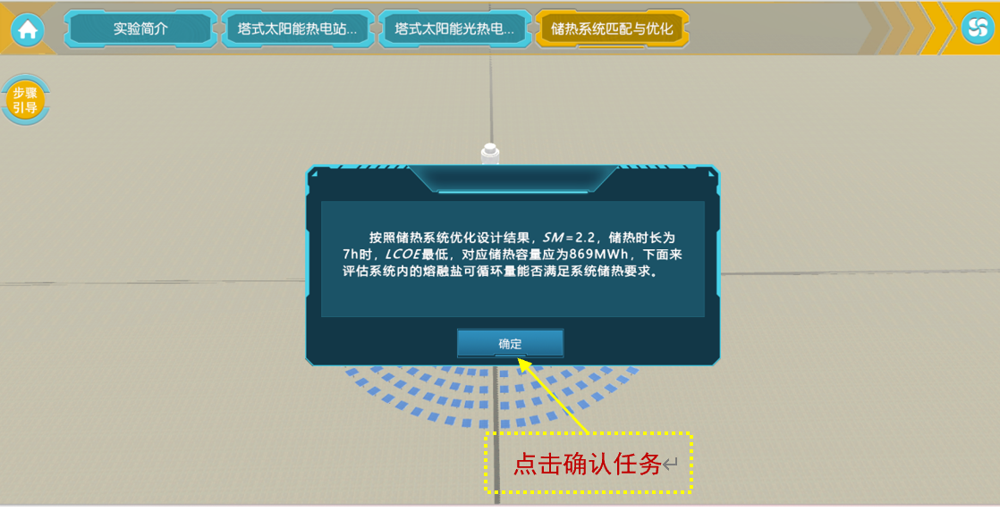 实验简介
塔式太阳能热电站...
塔式太阳能光热电...
储热系统匹配与优化
步骤
引导
按照储热系统优化设计结果，SM=2.2，储热时长为
7h时，LCOE最低，对应储热容量应为869MWh，下面来
评估系统内的熔融盐可循环量能否满足系统储热要求。
确定
点击确认任务↵